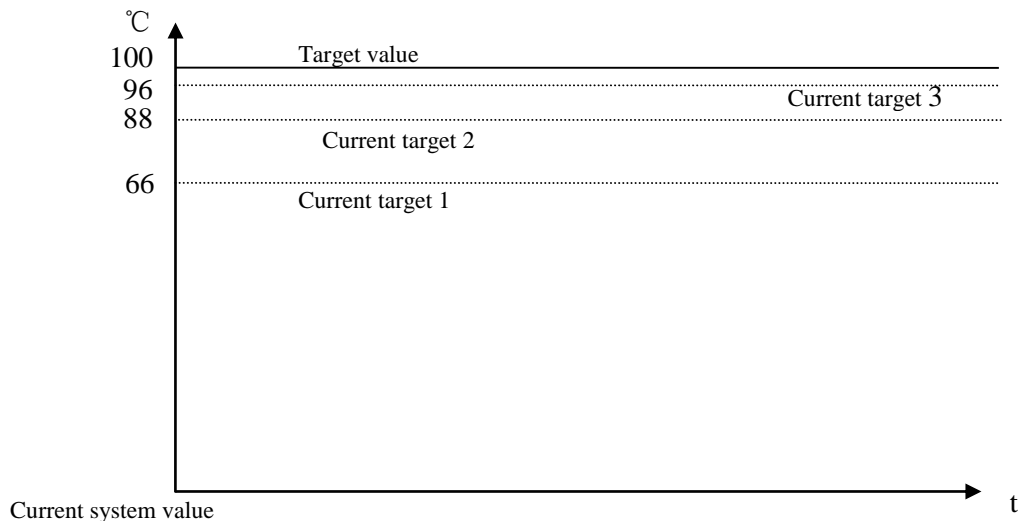 ℃
100
Target value
96
Current target 3
88
Current target 2
66
Current target 1
t
Current system value